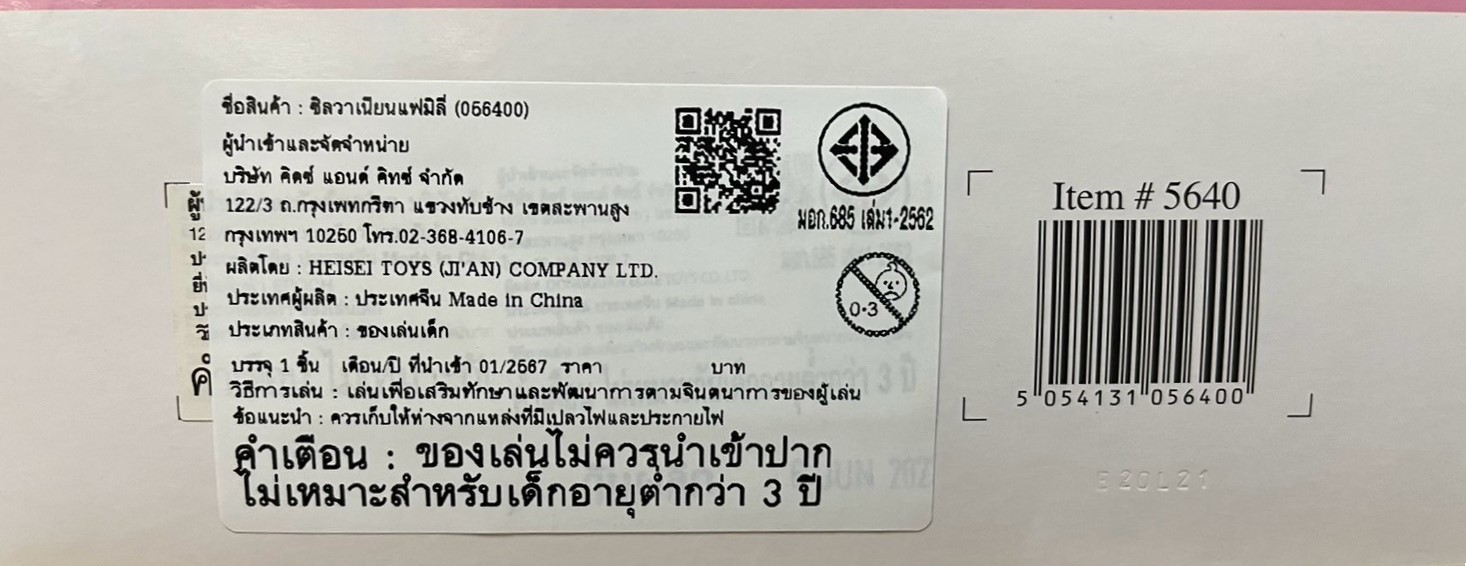 ชื่อสินค้า : ซิลวาเนียนแฟมิลี่ (056400)
ผู้นำเข้าและจัดจำหน่าย
บริษัท คิดซ์ แอนด์ คิทซ์ จำกัด
122/3 ถ.กรุงเทพกรีฑา แขวงทับช้าง เขตสะพานสูง
กรุงเทพฯ 10250 โทร.02-368-4106-7
ผลิตโดย : HEISEI TOYS (JI'AN) COMPANY LTD.
ประเทศผู้ผลิต : ประเทศจีน Made in China
ประเภทสินค้า : ของเล่นเด็ก
บรรจุ 1 ชิ้น เดือน/ปี ที่นำเข้า 01/2567 ราคา บาท
วิธีการเล่น : เล่นเพื่อเสริมทักษาและพัฒนาการตามจินตนาการของผู้เล่น
ข้อแนะนำ : ควรเก็บให้ห่างจากแหล่งที่มีเปลวไฟและประกายไฟ
คำเตือน : ของเล่นไม่ควรนำเข้าปาก
ไม่เหมาะสำหรับเด็กอายุต่ำกว่า 3 ปี
มอก.685 เล่ม1-2562
0-3
Item # 5640
5 054131 056400